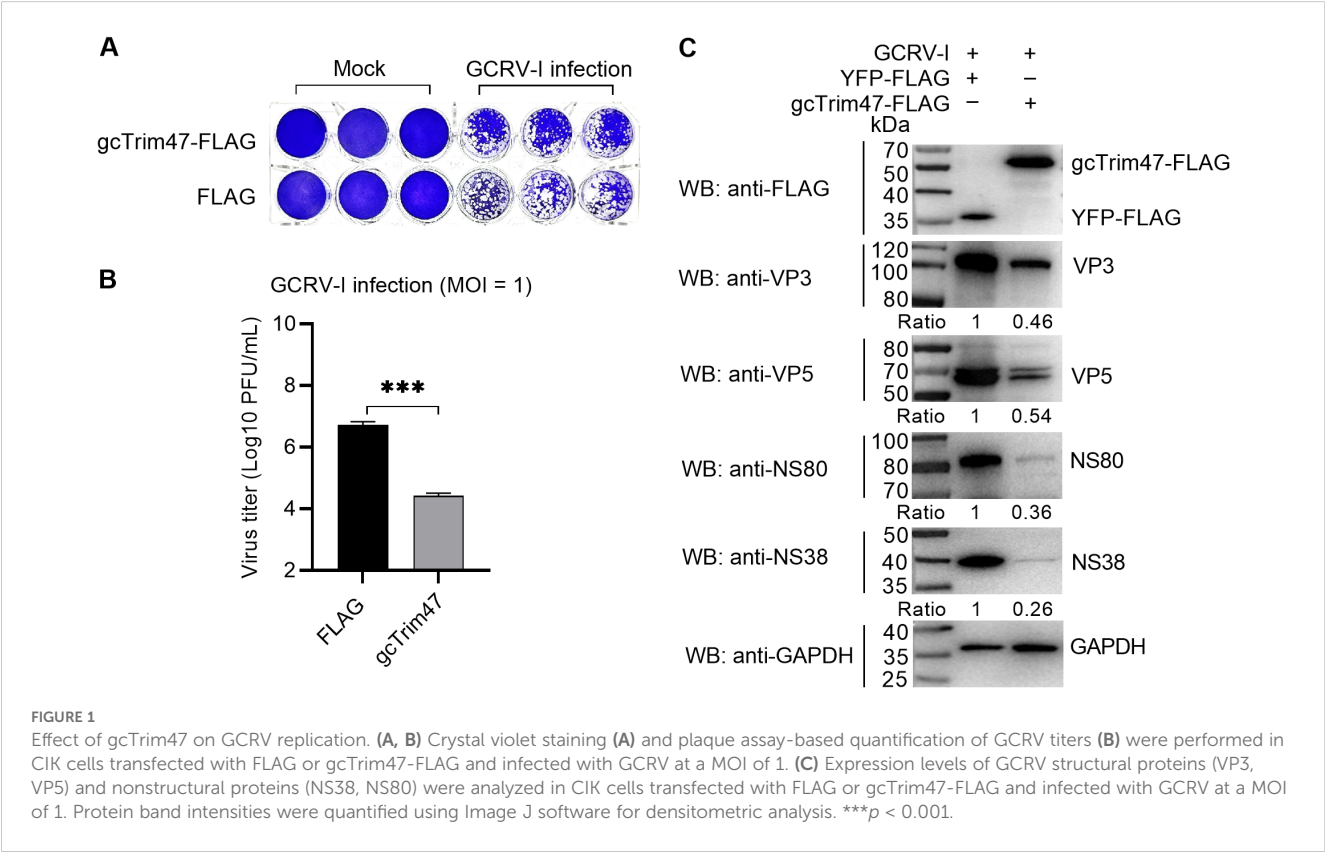 A
Mock GCRV-I infection
gcTrim47-FLAG
FLAG
B
GCRV-I infection (MOI = 1)
Virus titer (Log10 PFU/mL)
10
8
6
4
2
***
FLAG
gcTrim47
C
GCRV-I + +
YFP-FLAG + –
gcTrim47-FLAG – +
kDa
WB: anti-FLAG
70
50
40
35
gcTrim47-FLAG
YFP-FLAG
WB: anti-VP3
120
100
80
VP3
Ratio 1 0.46
WB: anti-VP5
80
70
50
VP5
Ratio 1 0.54
WB: anti-NS80
100
80
70
NS80
Ratio 1 0.36
WB: anti-NS38
50
40
35
NS38
Ratio 1 0.26
WB: anti-GAPDH
40
35
25
GAPDH
FIGURE 1
Effect of gcTrim47 on GCRV replication. (A, B) Crystal violet staining (A) and plaque assay-based quantification of GCRV titers (B) were performed in
CIK cells transfected with FLAG or gcTrim47-FLAG and infected with GCRV at a MOI of 1. (C) Expression levels of GCRV structural proteins (VP3,
VP5) and nonstructural proteins (NS38, NS80) were analyzed in CIK cells transfected with FLAG or gcTrim47-FLAG and infected with GCRV at a MOI
of 1. Protein band intensities were quantified using Image J software for densitometric analysis. ***p < 0.001.